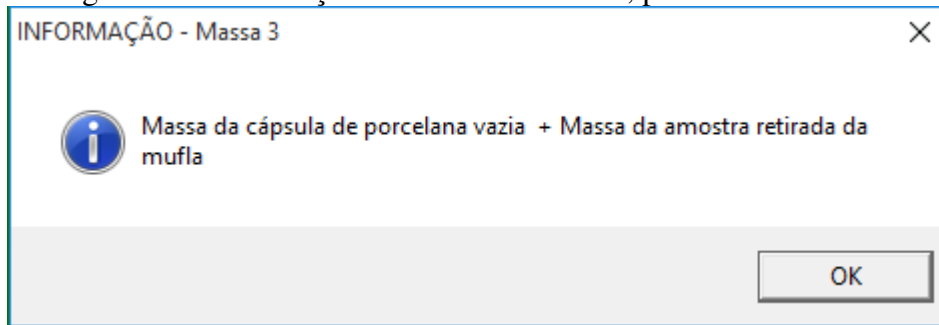 INFORMAÇÃO - Massa 3
Massa da cápsula de porcelana vazia + Massa da amostra retirada da
mufla
OK